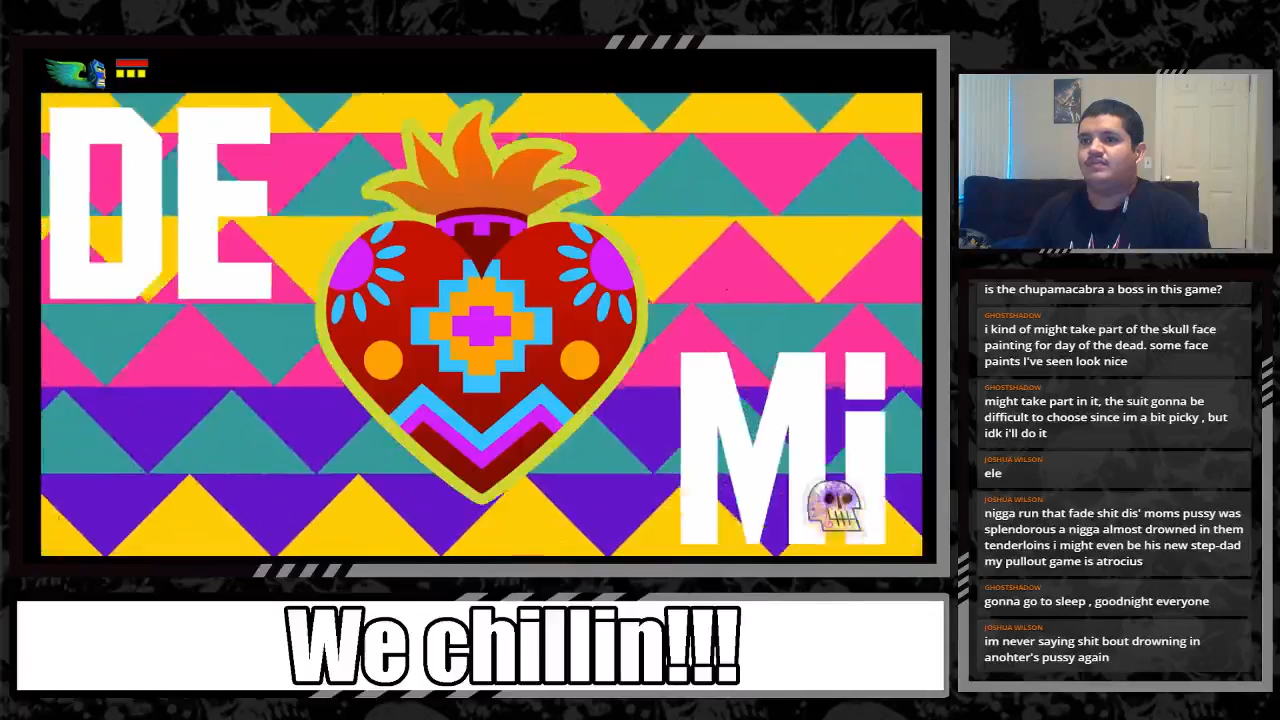 DE
Mi
We chillin!!!
is the chupamacabra a boss in this game?
GHOSTSHADOW
i kind of might take part of the skull face
painting for day of the dead. some face
paints I've seen look nice
GHOSTSHADOW
might take part in it, the suit gonna be
difficult to choose since im a bit picky , but
idk i'll do it
JOSHUA WILSON
ele
JOSHUA WILSON
nigga run that fade shit dis' moms pussy was
splendorous a nigga almost drowned in them
tenderloins i might even be his new step-dad
my pullout game is atrocius
GHOSTSHADOW
gonna go to sleep , goodnight everyone
JOSHUA WILSON
im never saying shit bout drowning in
anohter's pussy again